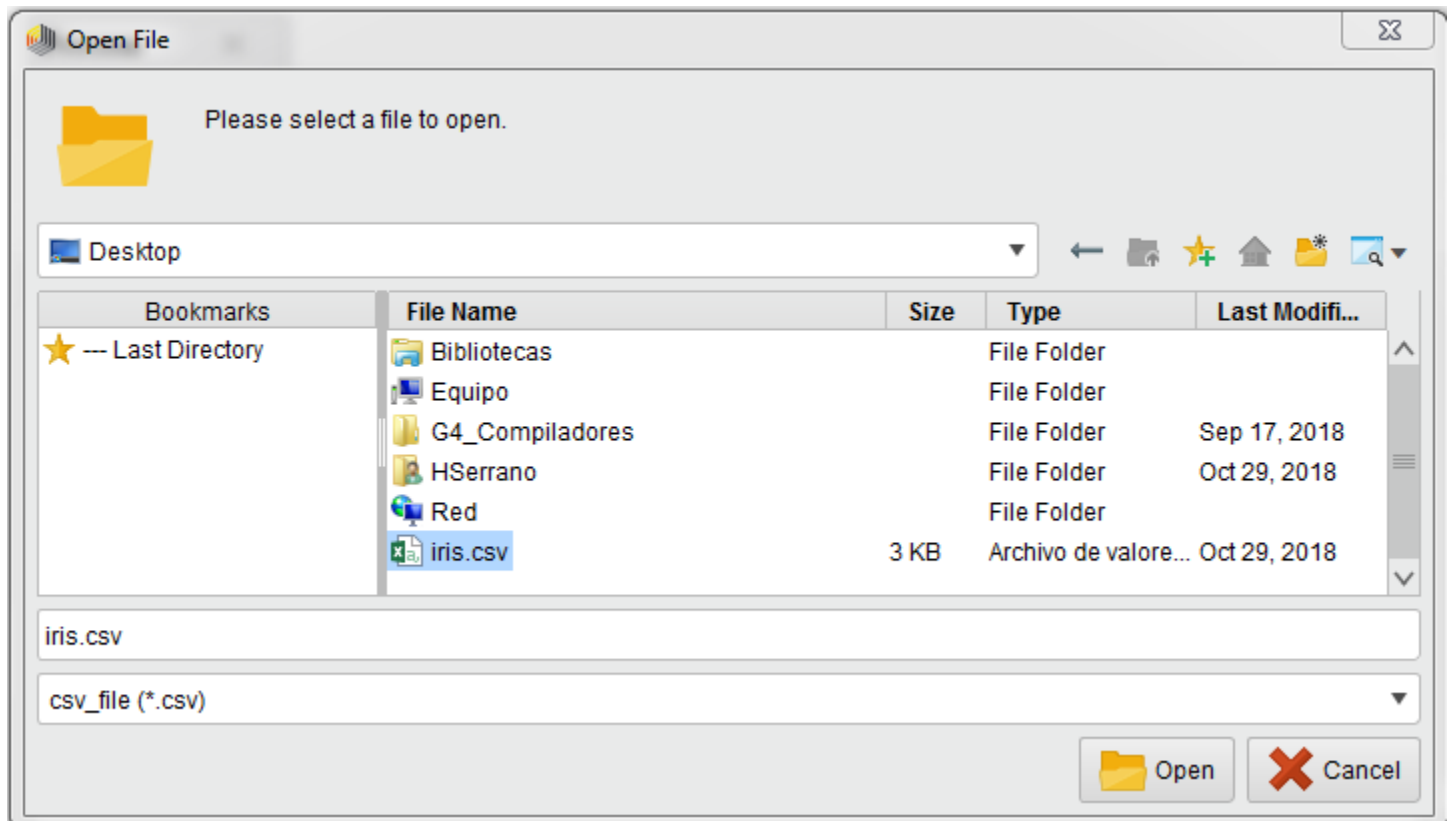 Open File
Please select a file to open.
Desktop
Bookmarks File Name Size Type Last Modifi...
--- Last Directory
Bibliotecas File Folder
Equipo File Folder
G4_Compiladores File Folder Sep 17, 2018
HSerrano File Folder Oct 29, 2018
Red File Folder
iris.csv 3 KB Archivo de valore... Oct 29, 2018
iris.csv
csv_file (*.csv)
Open Cancel